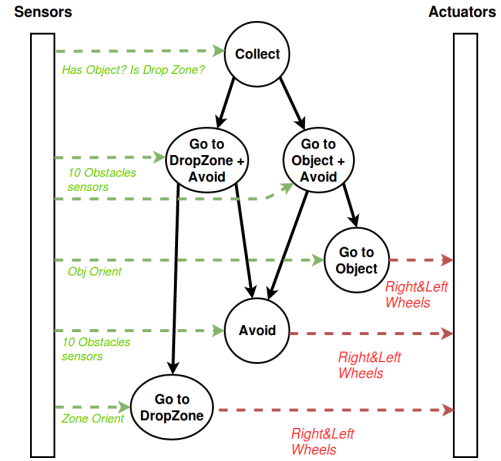 Sensors
Actuators
Collect
Has Object? Is Drop Zone?
Go to
DropZone +
Avoid
Go to
Object +
Avoid
10 Obstacles
sensors
Go to
Object
Obj Orient
Right&Left
Wheels
Avoid
10 Obstacles
sensors
Right&Left
Wheels
Go to
DropZone
Zone Orient
Right&Left
Wheels